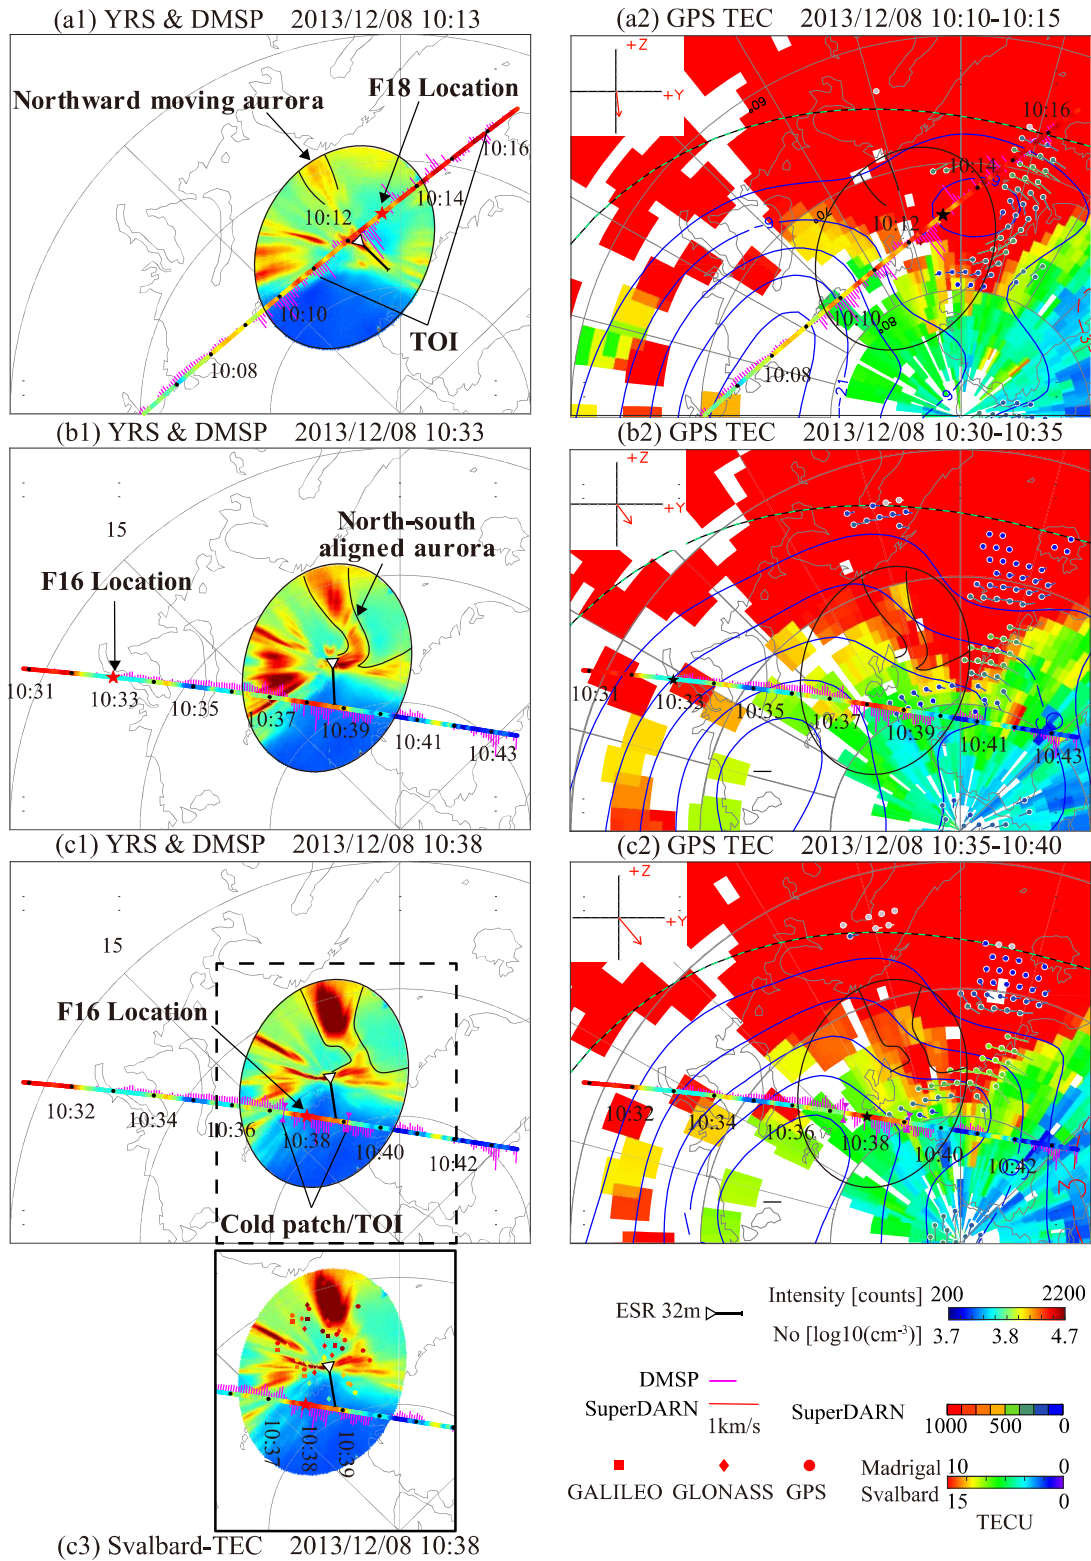 (a1) YRS & DMSP 2013/12/08 10:13
Northward moving aurora
F18 Location
10:16
10:14
10:12
10:10
10:08
TOI
(a2) GPS TEC 2013/12/08 10:10-10:15
+Z
+Y
60
70
80
10:16
10:14
10:12
10:10
10:08
-9
-9
-21
-9
(b1) YRS & DMSP 2013/12/08 10:33
15
North-south
aligned aurora
F16 Location
10:31
10:33
10:35
10:37
10:39
10:41
10:43
(b2) GPS TEC 2013/12/08 10:30-10:35
+Z
+Y
10:31
10:33
10:35
10:37
10:39
10:41
10:43
(c1) YRS & DMSP 2013/12/08 10:38
15
F16 Location
10:32
10:34
10:36
10:38
10:40
10:42
Cold patch/TOI
(c2) GPS TEC 2013/12/08 10:35-10:40
+Z
+Y
10:32
10:34
10:36
10:38
10:40
10:42
10:37
10:38
10:39
(c3) Svalbard-TEC 2013/12/08 10:38
ESR 32m
Intensity [counts] 200 2200
No [log10(cm⁻³)] 3.7 3.8 4.7
DMSP
SuperDARN
1km/s
SuperDARN
1000 500 0
GALILEO GLONASS GPS
Madrigal 10 0
Svalbard 15 0
TECU